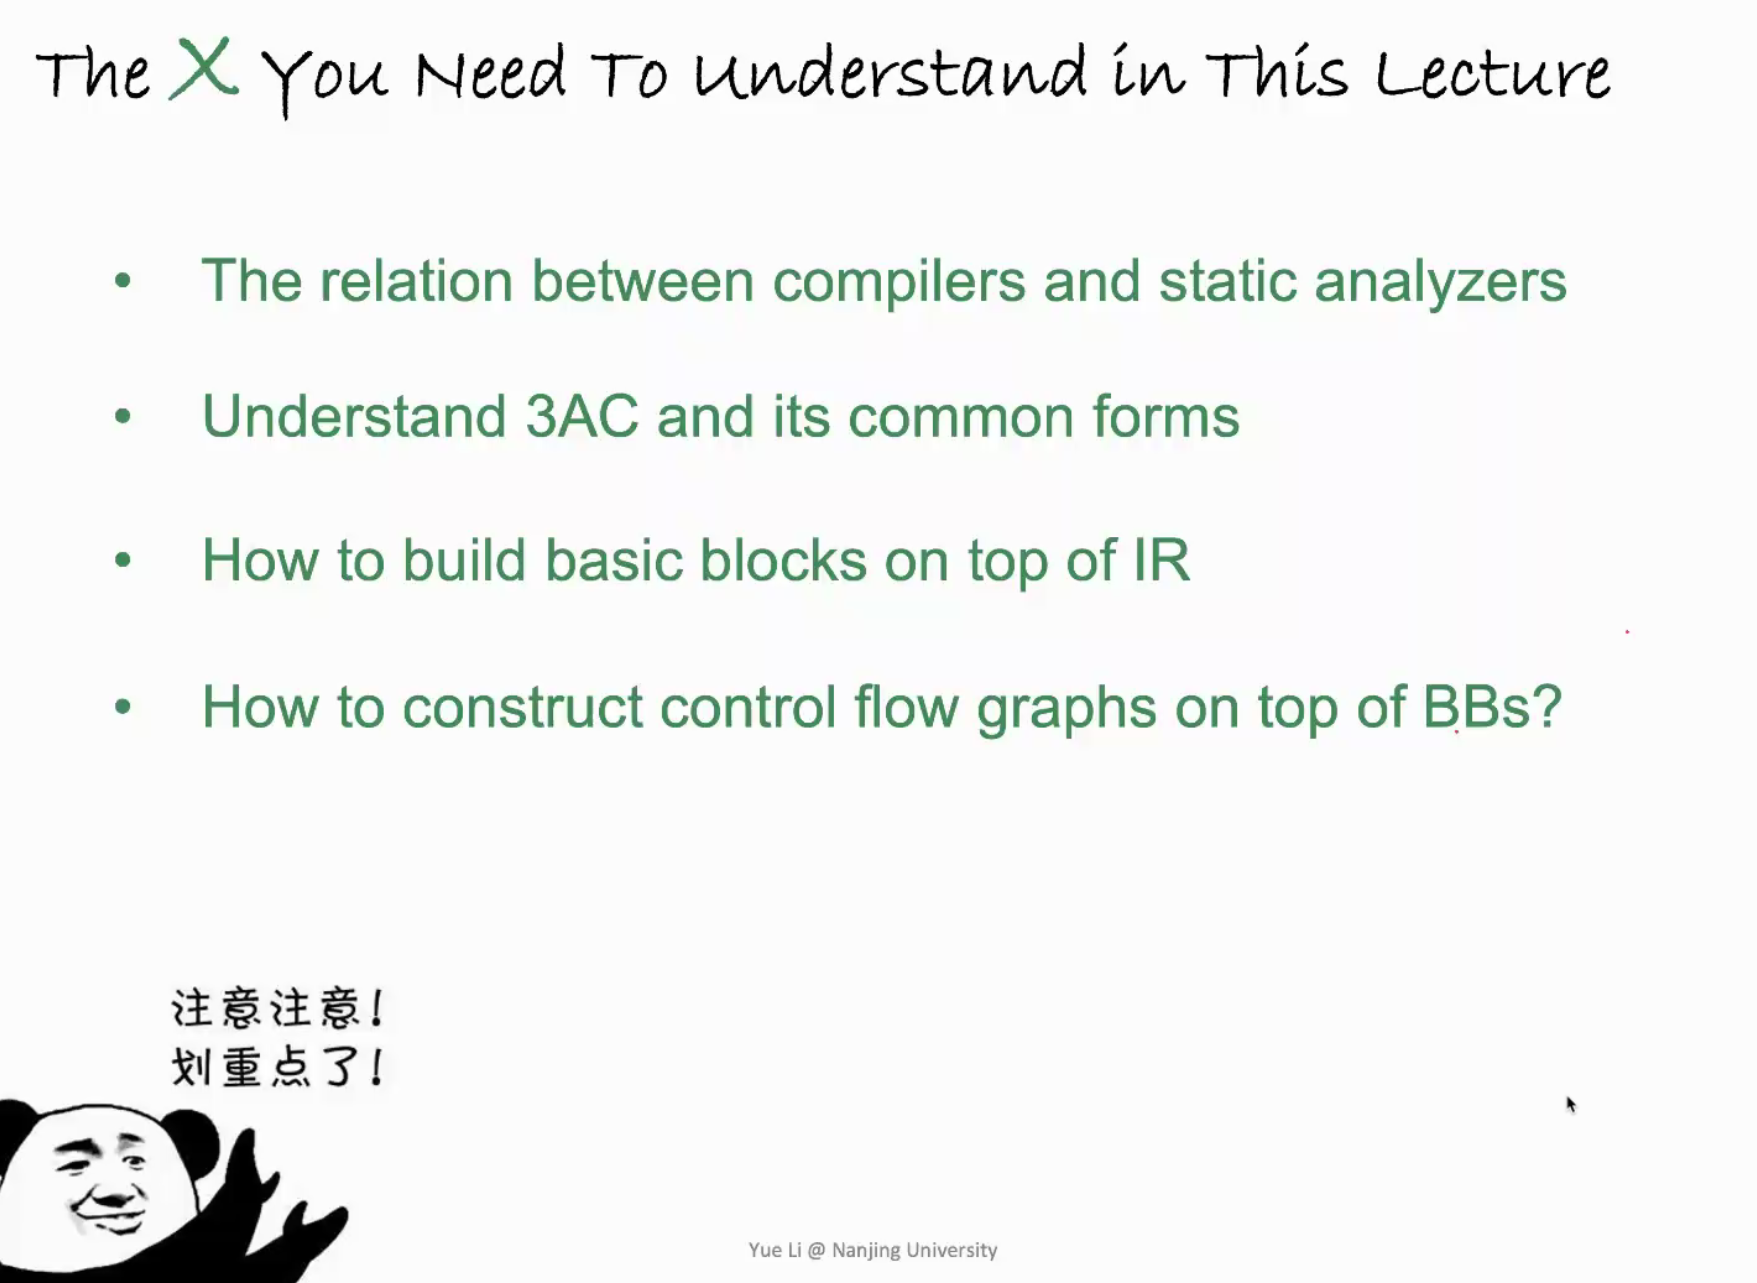 The X You Need To Understand in This Lecture
• The relation between compilers and static analyzers
• Understand 3AC and its common forms
• How to build basic blocks on top of IR
• How to construct control flow graphs on top of BBs?
注意注意!
划重点了!
Yue Li @ Nanjing University